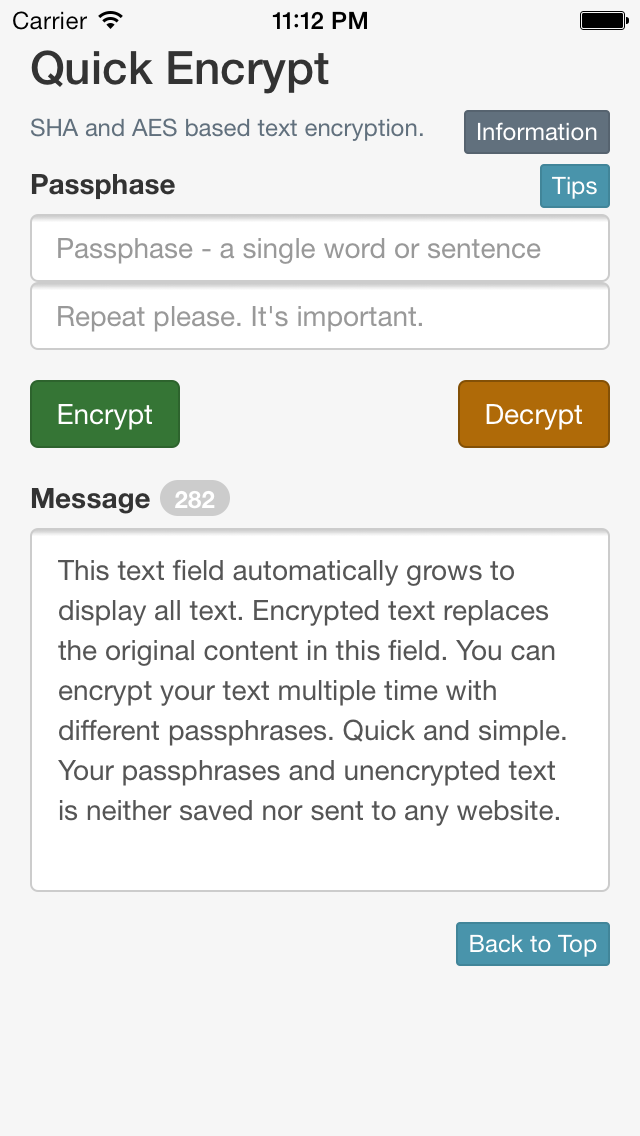 Carrier 11:12 PM
Quick Encrypt
SHA and AES based text encryption. Information
Passphase Tips
Passphase - a single word or sentence
Repeat please. It's important.
Encrypt Decrypt
Message 282
This text field automatically grows to
display all text. Encrypted text replaces
the original content in this field. You can
encrypt your text multiple time with
different passphrases. Quick and simple.
Your passphrases and unencrypted text
is neither saved nor sent to any website.
Back to Top